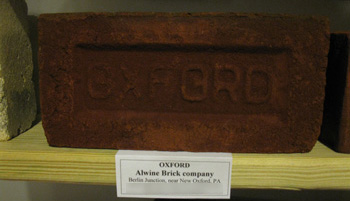 OXFORD
OXFORD
Alwine Brick company
Berlin Junction, near New Oxford, PA